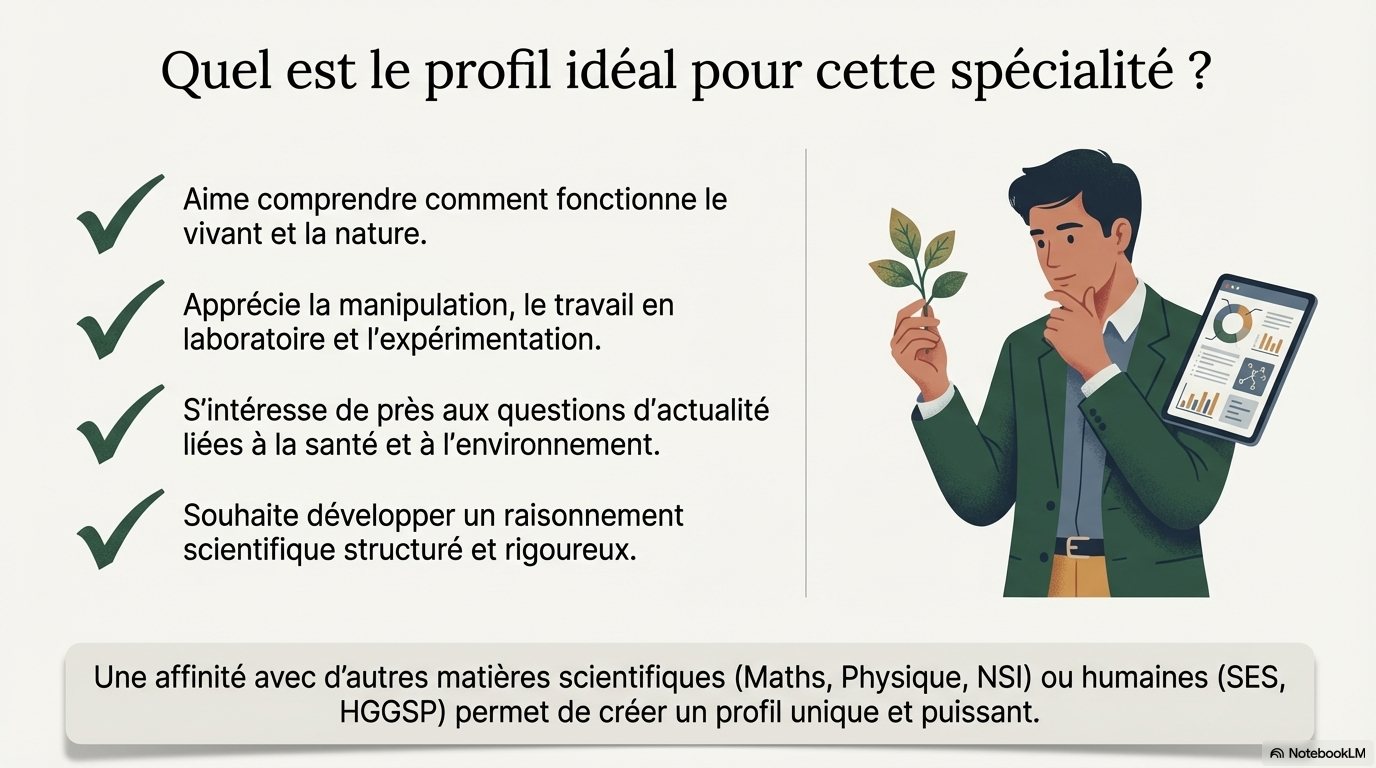 Quel est le profil idéal pour cette spécialité ?
Aime comprendre comment fonctionne le
vivant et la nature.
Apprécie la manipulation, le travail en
laboratoire et l’expérimentation.
S’intéresse de près aux questions d’actualité
liées à la santé et à l’environnement.
Souhaite développer un raisonnement
scientifique structuré et rigoureux.
Une affinité avec d’autres matières scientifiques (Maths, Physique, NSI) ou humaines (SES,
HGGSP) permet de créer un profil unique et puissant.
NotebookLM